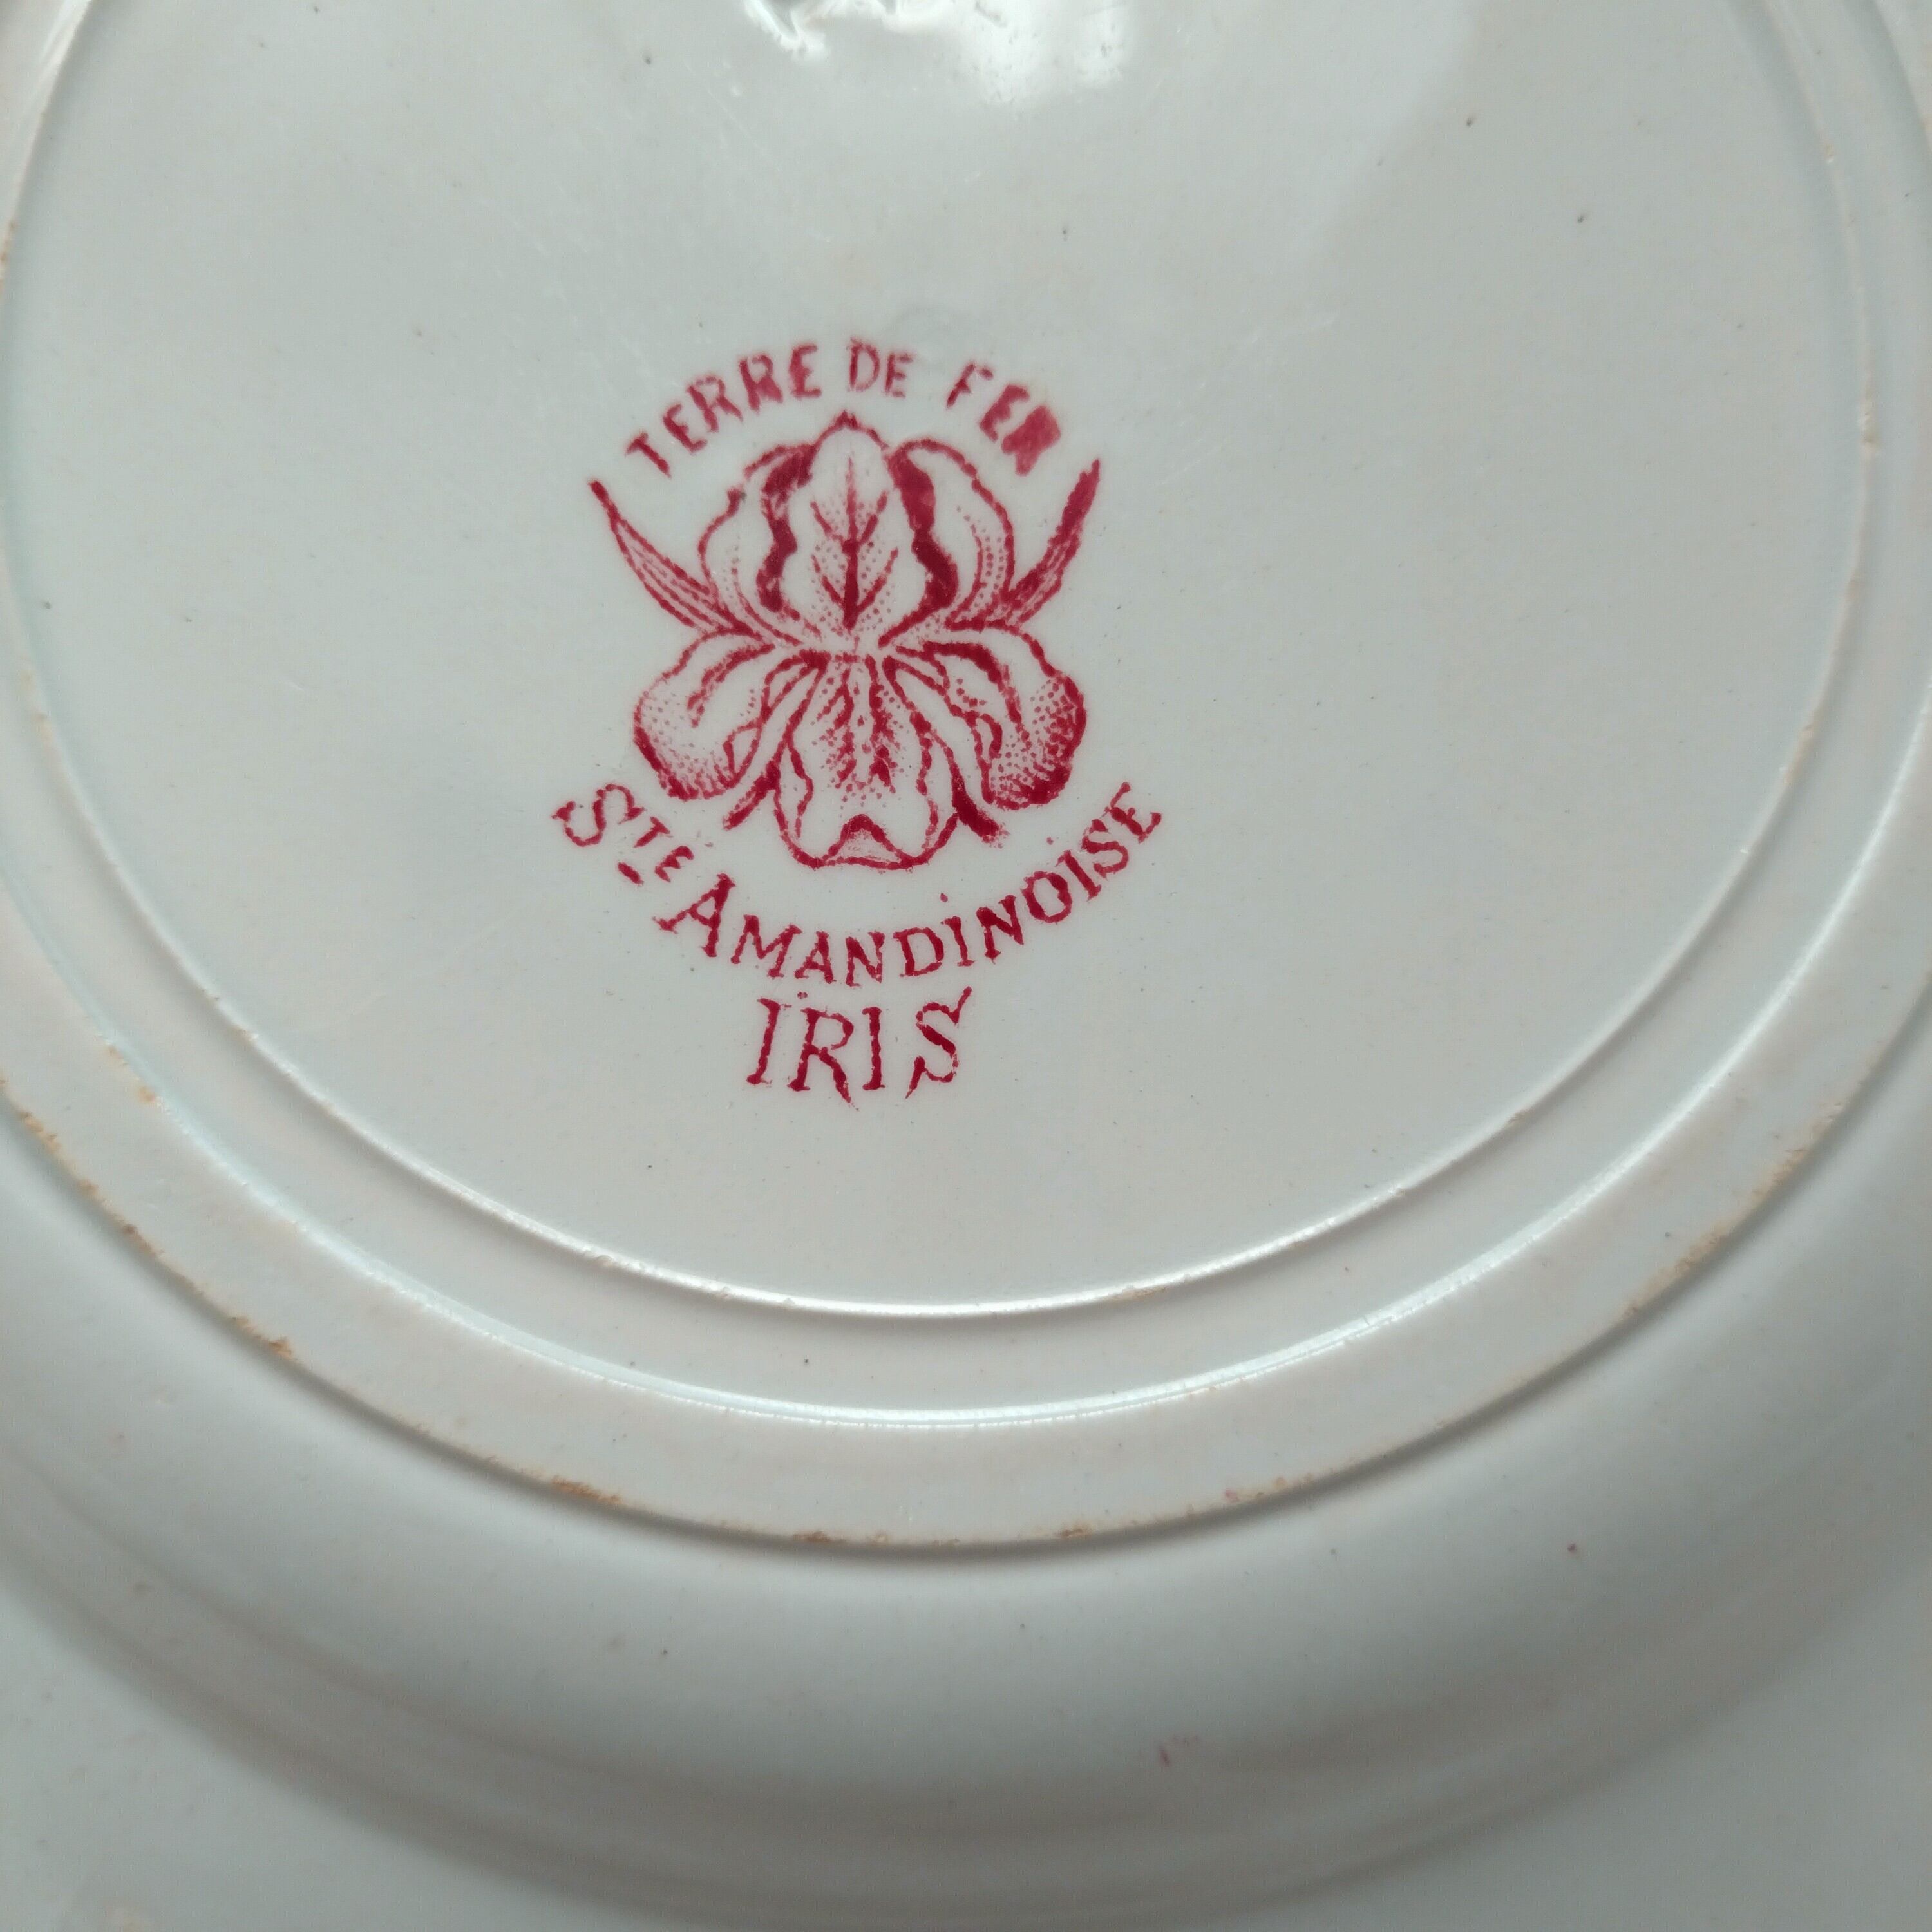 TERRE DE FER
STE AMANDINOISE
IRIS